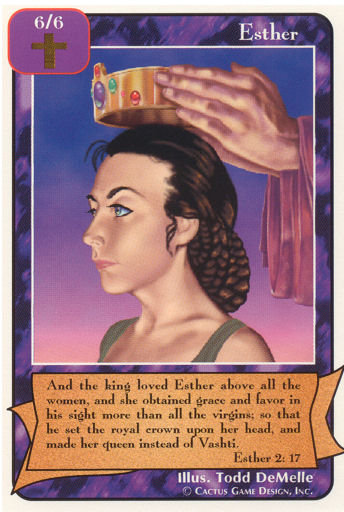 6/6
Esther
And the king loved Esther above all the
women, and she obtained grace and favor in
his sight more than all the virgins; so that
he set the royal crown upon her head, and
made her queen instead of Vashti.
Esther 2: 17
Illus. Todd DeMelle
© Cactus Game Design, Inc.